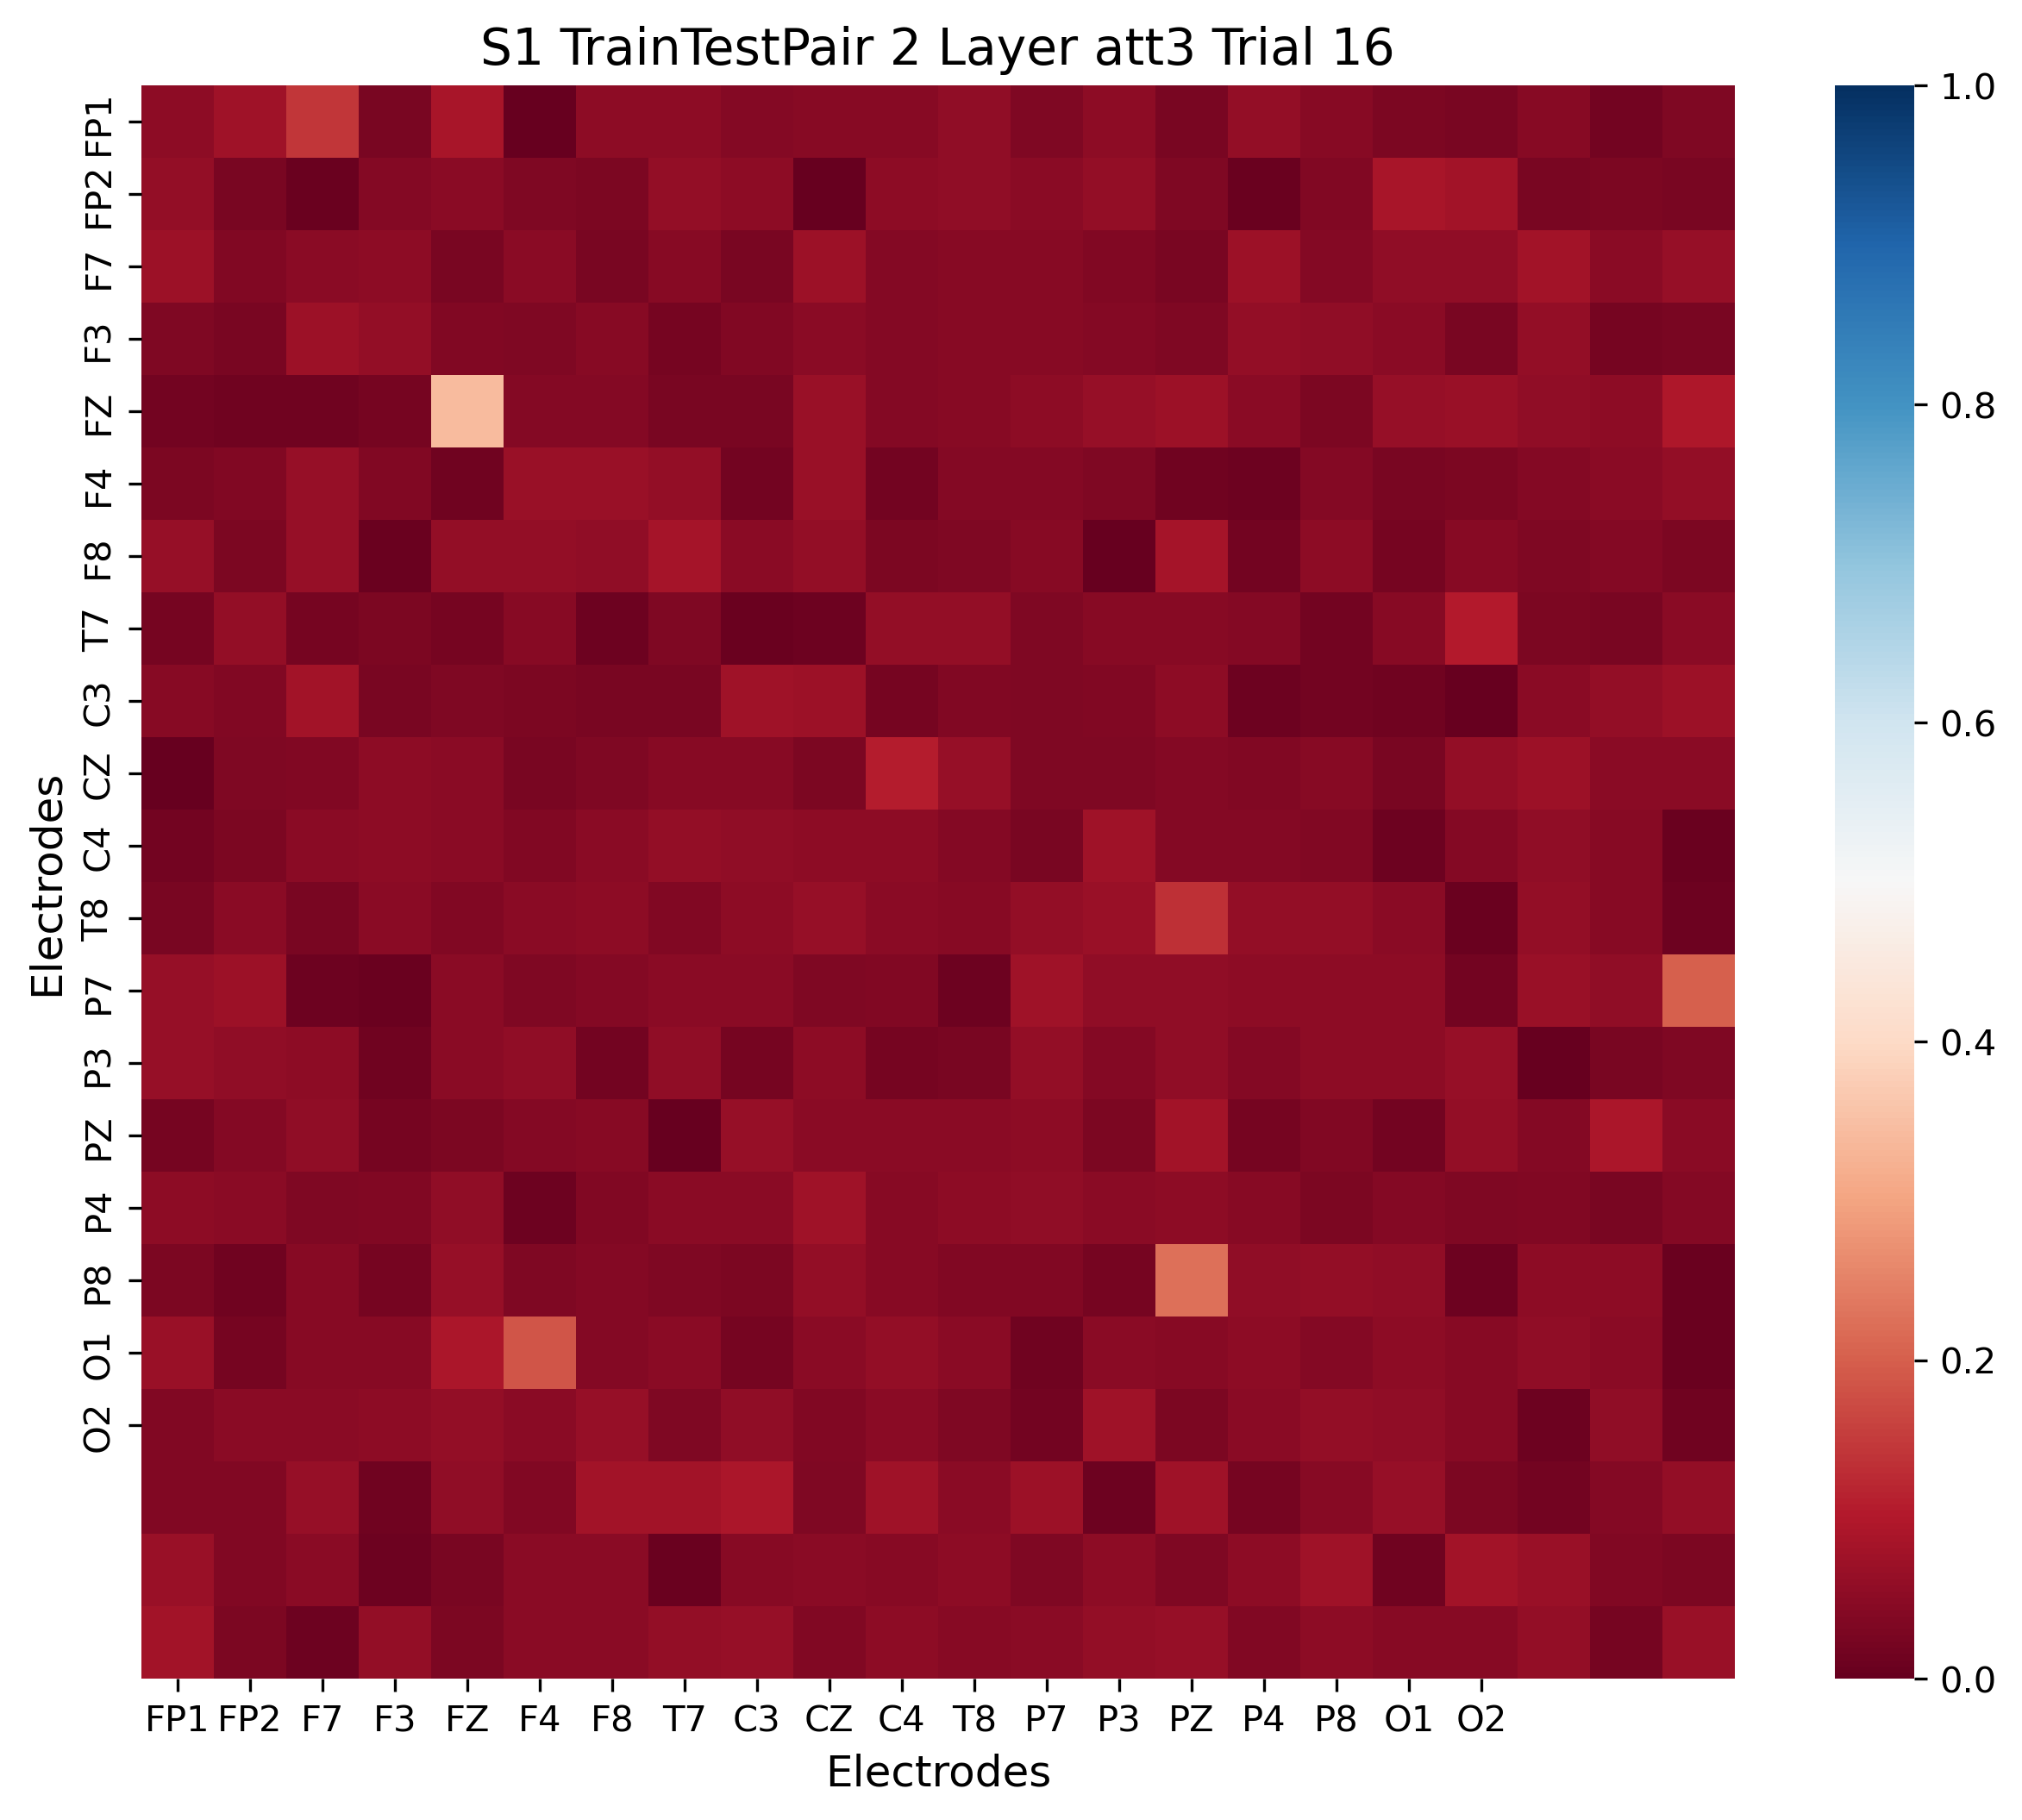 S1 TrainTestPair 2 Layer att3 Trial 16
Electrodes
FP1
FP2
F7
F3
FZ
F4
F8
T7
C3
CZ
C4
T8
P7
P3
PZ
P4
P8
O1
O2
FP1 FP2 F7 F3 FZ F4 F8 T7 C3 CZ C4 T8 P7 P3 PZ P4 P8 O1 O2
Electrodes
1.0
0.8
0.6
0.4
0.2
0.0